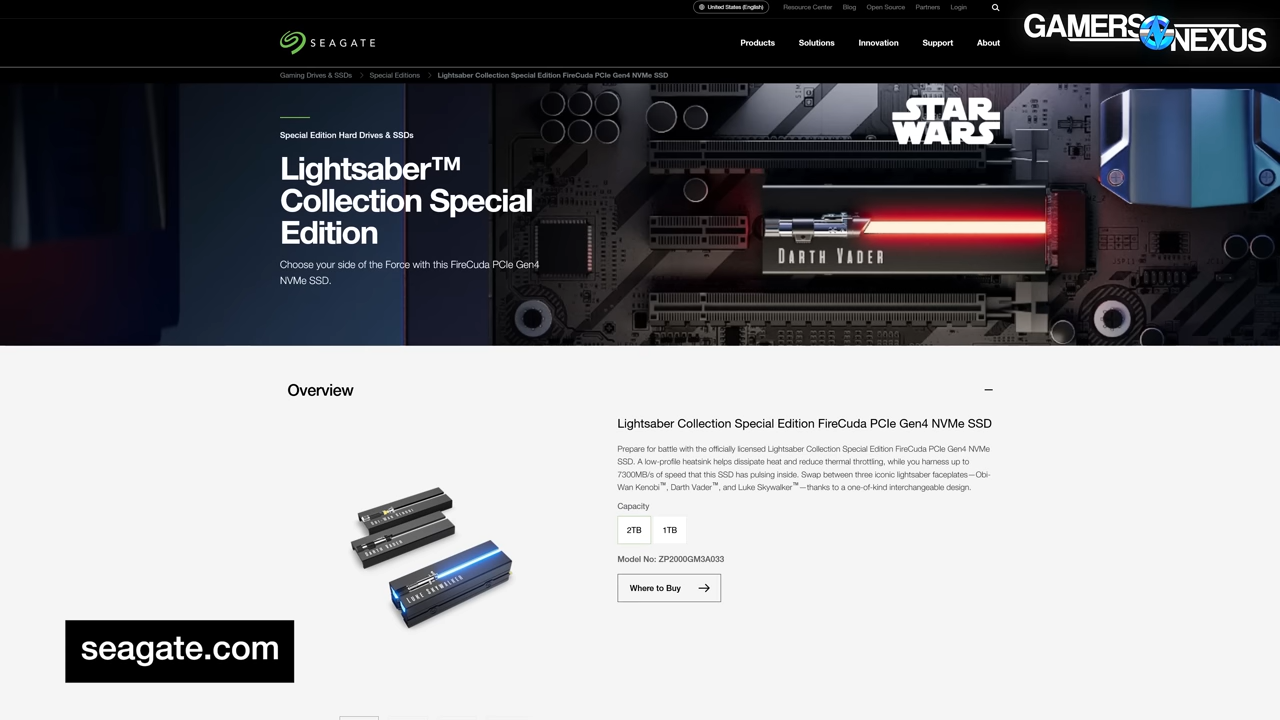 United States (English)
Resource Center
Blog
Open Source
Partners
Login
GAMERS NEXUS
SEAGATE
Products
Solutions
Innovation
Support
About
Gaming Drives & SSDs
Special Editions
Lightsaber Collection Special Edition FireCuda PCIe Gen4 NVMe SSD
STAR
WARS
Special Edition Hard Drives & SSDs
Lightsaber™
Collection Special
Edition
Choose your side of the Force with this FireCuda PCIe Gen4
NVMe SSD.
DARTH VADER
Overview
Lightsaber Collection Special Edition FireCuda PCIe Gen4 NVMe SSD
Prepare for battle with the officially licensed Lightsaber Collection Special Edition FireCuda PCIe Gen4 NVMe
SSD. A low-profile heatsink helps dissipate heat and reduce thermal throttling, while you harness up to
7300MB/s of speed that this SSD has pulsing inside. Swap between three iconic lightsaber faceplates—Obi-
Wan Kenobi™, Darth Vader™, and Luke Skywalker™—thanks to a one-of-kind interchangeable design.
Capacity
2TB
1TB
Model No: ZP2000GM3A033
Where to Buy
OBI-WAN KENOBI
DARTH VADER
LUKE SKYWALKER
seagate.com